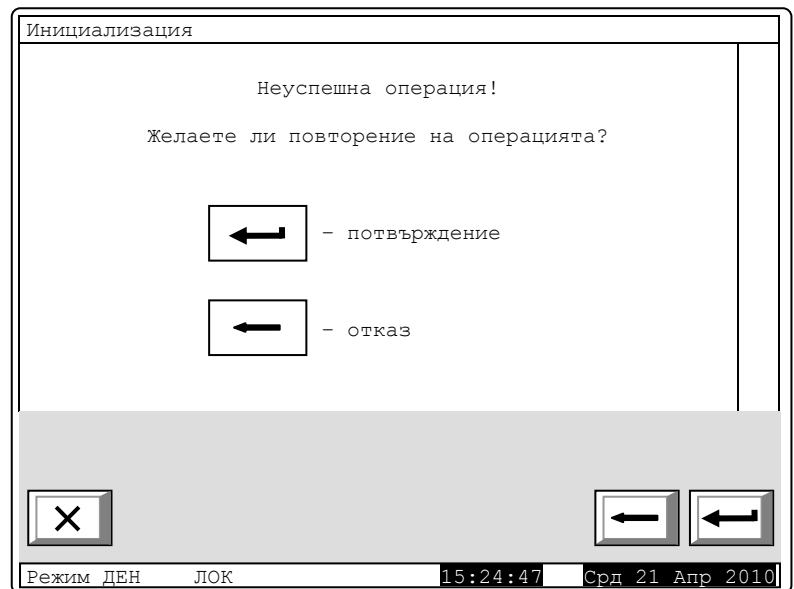 Инициализация
Неуспешна операция!
Желаете ли повторение на операцията?
– потвърждение
– отказ
Режим ДЕН ЛОК 15:24:47 Срд 21 Апр 2010